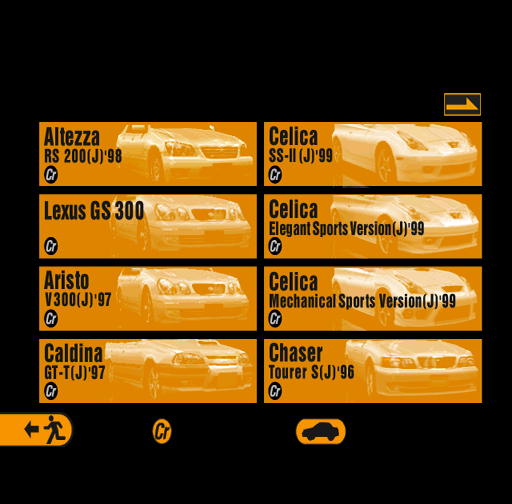 Altezza
RS 200(J)'98
Cr
Celica
SS-II(J)'99
Cr
Lexus GS 300
Cr
Celica
Elegant Sports Version(J)'99
Cr
Aristo
V300(J)'97
Cr
Celica
Mechanical Sports Version(J)'99
Cr
Caldina
GT-T(J)'97
Cr
Chaser
Tourer S(J)'96
Cr
Cr